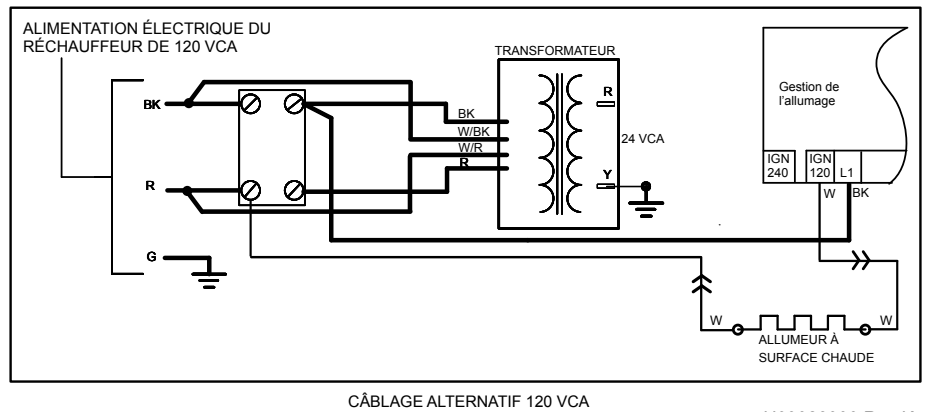 ALIMENTATION ÉLECTRIQUE DU
RÉCHAUFFEUR DE 120 VCA
TRANSFORMATEUR
Gestion de
l'allumage
BK
R
G
BK
W/BK
W/R
R
R
24 VCA
Y
IGN
240
IGN
120
L1
W
BK
W
W
ALLUMEUR À
SURFACE CHAUDE
CÂBLAGE ALTERNATIF 120 VCA